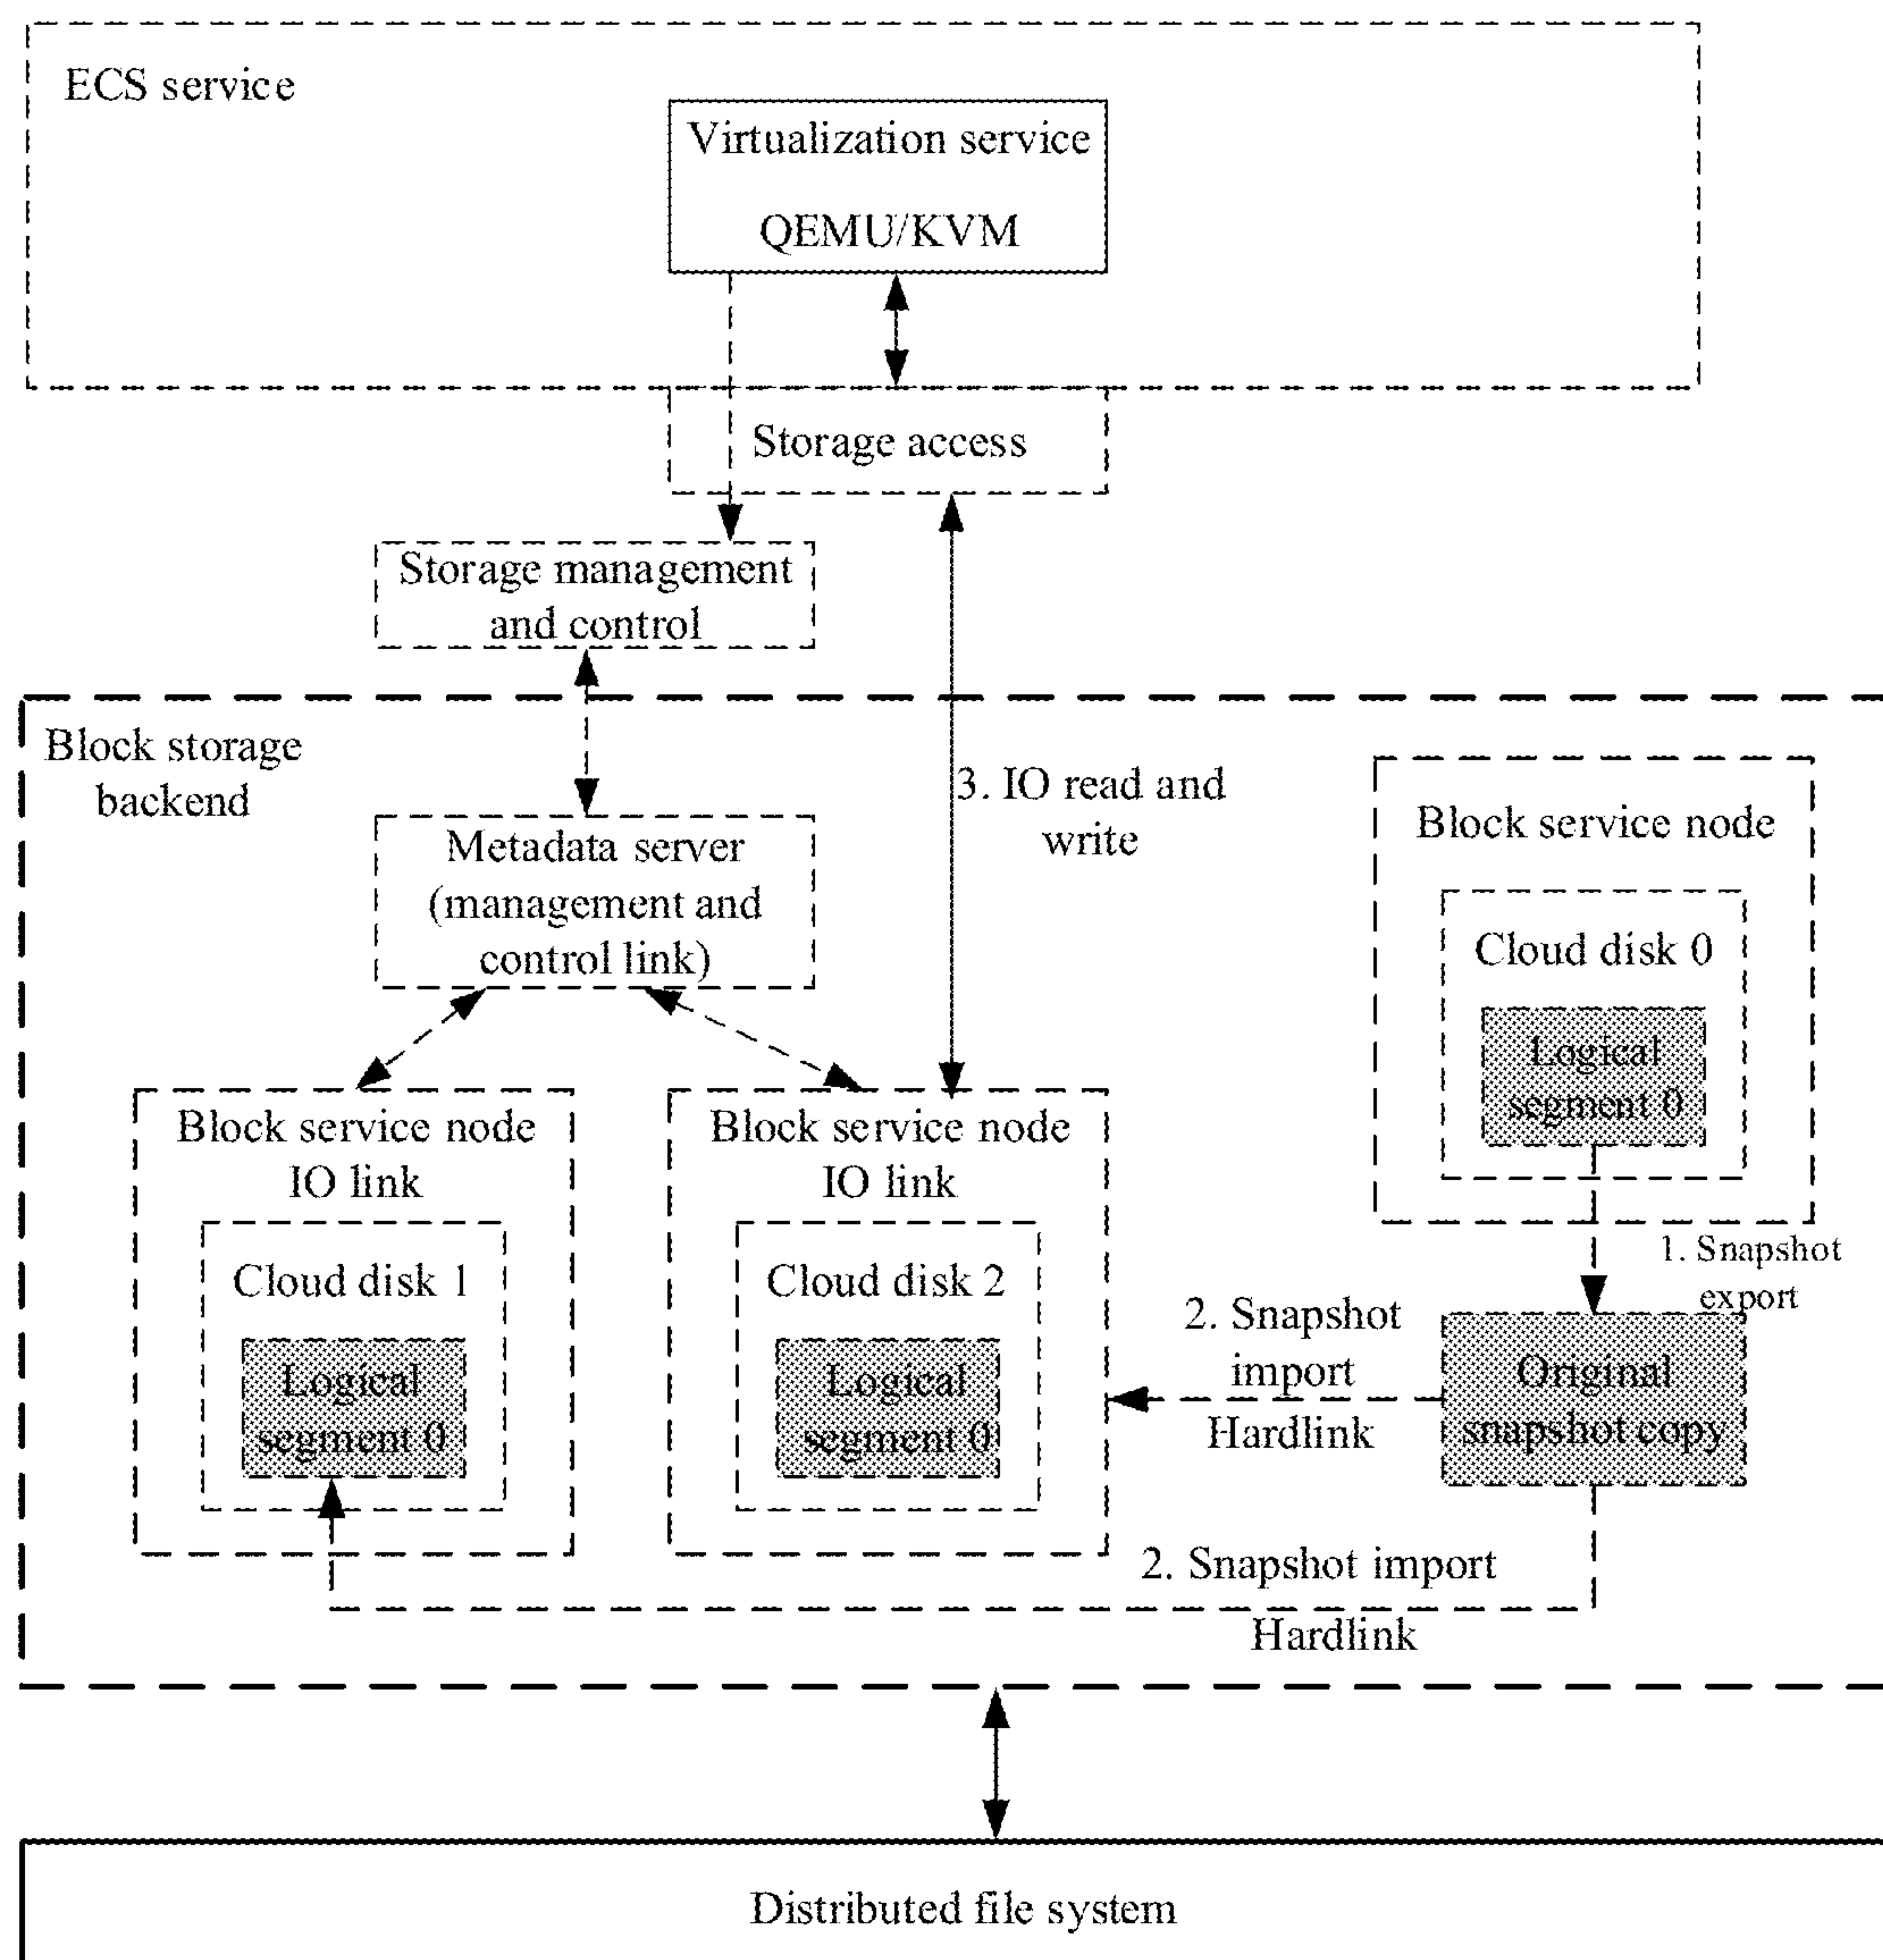 ECS service
Virtualization service
QEMU/KVM
Storage access
Storage management
and control
Block storage
backend
3. IO read and
write
Metadata server
(management and
control link)
Block service node
Cloud disk 0
Logical
segment 0
Block service node
IO link
Cloud disk 1
Logical
segment 0
Block service node
IO link
Cloud disk 2
Logical
segment 0
1. Snapshot
export
2. Snapshot
import
Hardlink
Original
snapshot copy
2. Snapshot import
Hardlink
Distributed file system